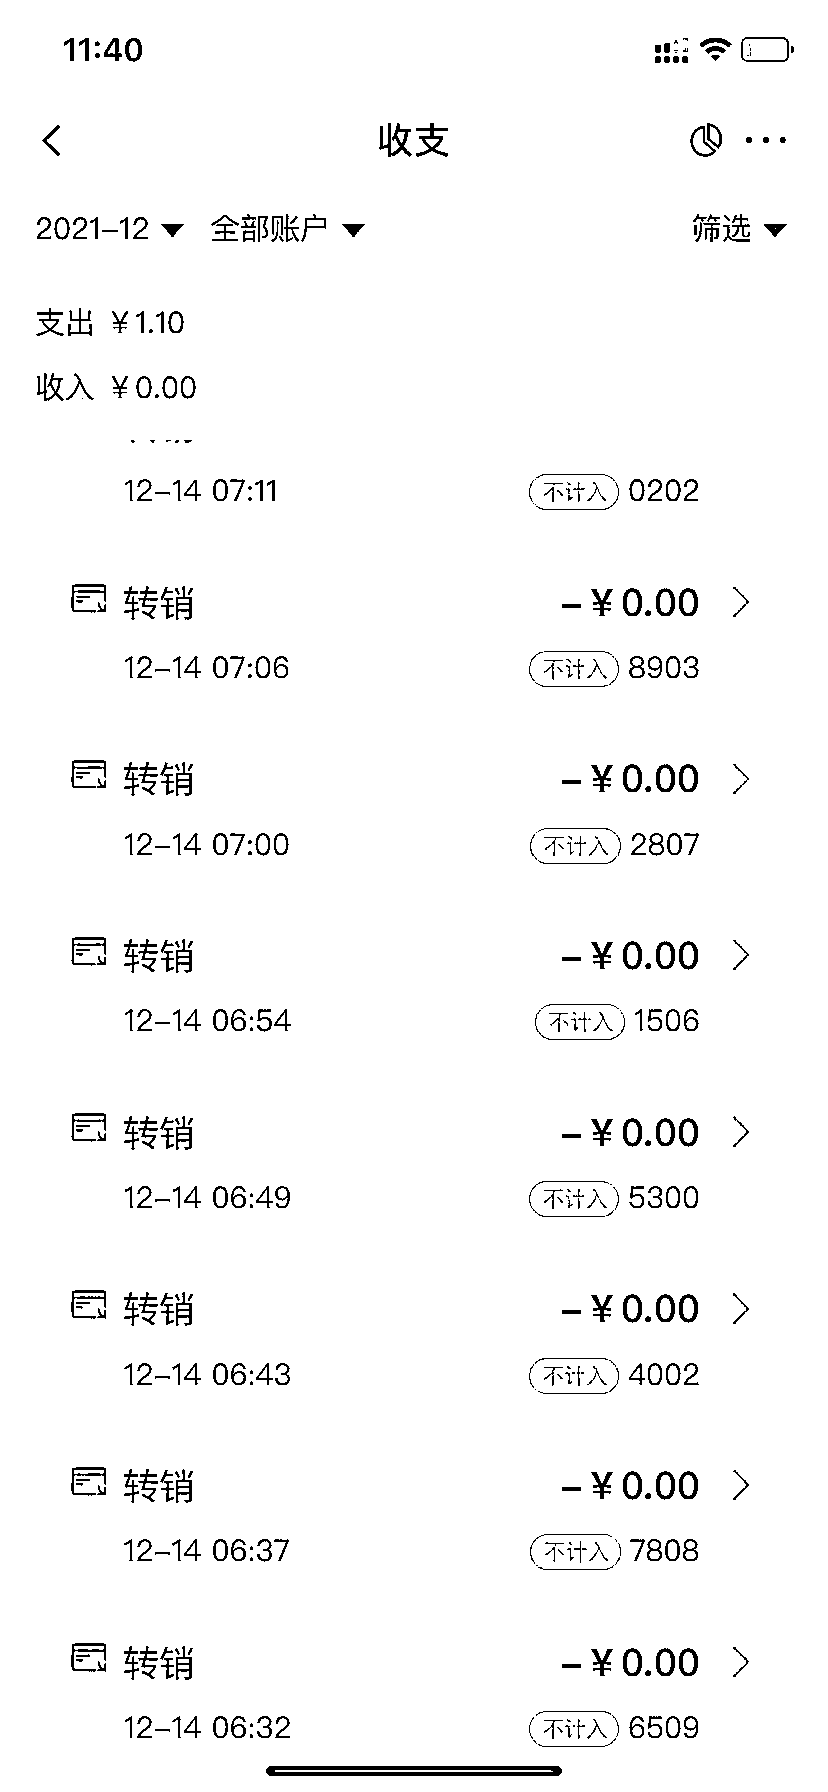 11:40
收支
2021-12 全部账户 筛选
支出 ¥1.10
收入 ¥0.00
12-14 07:11 不计入 0202
转销 -¥0.00
12-14 07:06 不计入 8903
转销 -¥0.00
12-14 07:00 不计入 2807
转销 -¥0.00
12-14 06:54 不计入 1506
转销 -¥0.00
12-14 06:49 不计入 5300
转销 -¥0.00
12-14 06:43 不计入 4002
转销 -¥0.00
12-14 06:37 不计入 7808
转销 -¥0.00
12-14 06:32 不计入 6509